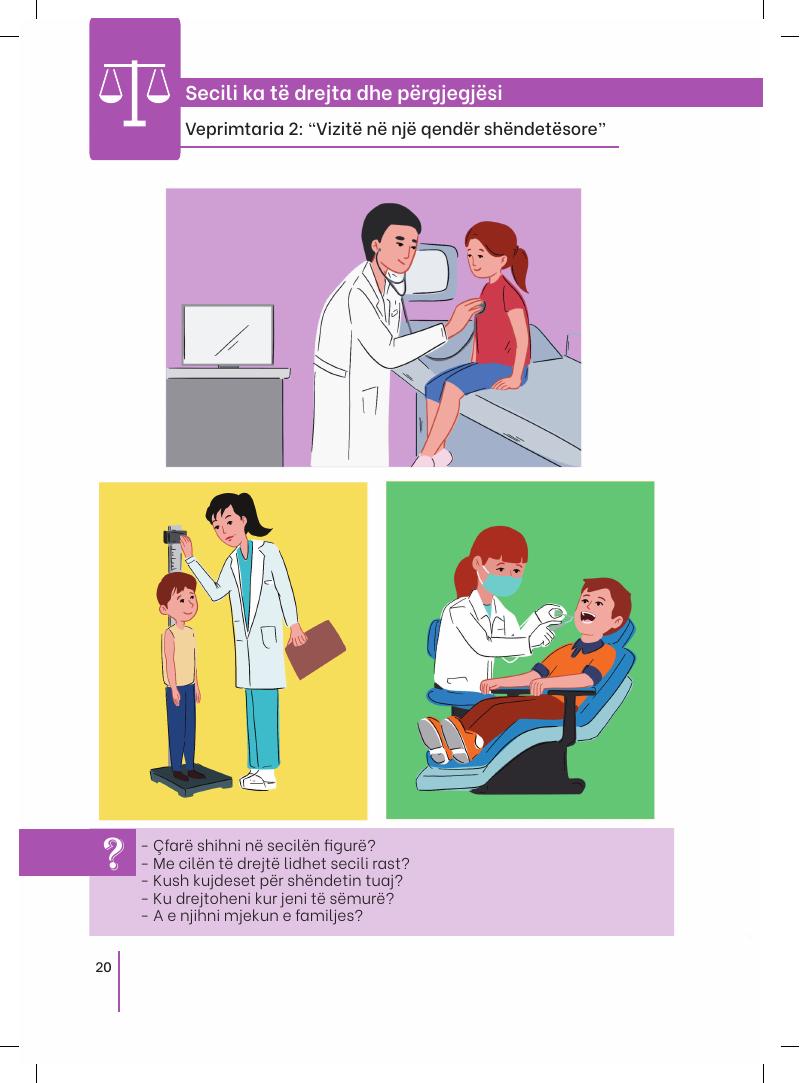 Secili ka të drejta dhe përgjegjësi
Veprimtaria 2: “Vizitë në një qendër shëndetësore”
?
- Çfarë shihni në secilën figurë?
- Me cilën të drejtë lidhet secili rast?
- Kush kujdeset për shëndetin tuaj?
- Ku drejtoheni kur jeni të sëmurë?
- A e njihni mjekun e familjes?
20